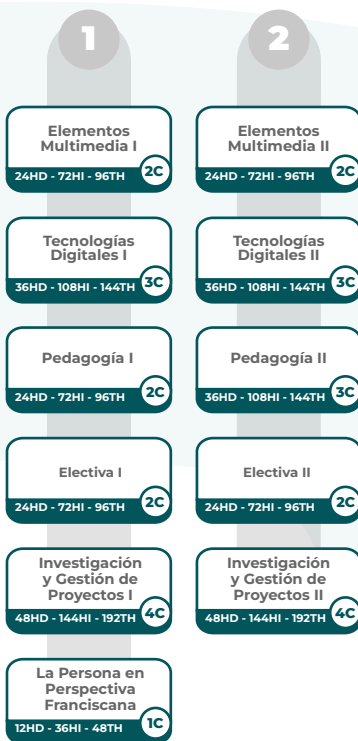 1
Elementos
Multimedia I
24HD - 72HI - 96TH
2C
Tecnologías
Digitales I
36HD - 108HI - 144TH
3C
Pedagogía I
24HD - 72HI - 96TH
2C
Electiva I
24HD - 72HI - 96TH
2C
Investigación
y Gestión de
Proyectos I
48HD - 144HI - 192TH
4C
La Persona en
Perspectiva
Franciscana
12HD - 36HI - 48TH
1C
2
Elementos
Multimedia II
24HD - 72HI - 96TH
2C
Tecnologías
Digitales II
36HD - 108HI - 144TH
3C
Pedagogía II
36HD - 108HI - 144TH
3C
Electiva II
24HD - 72HI - 96TH
2C
Investigación
y Gestión de
Proyectos II
48HD - 144HI - 192TH
4C